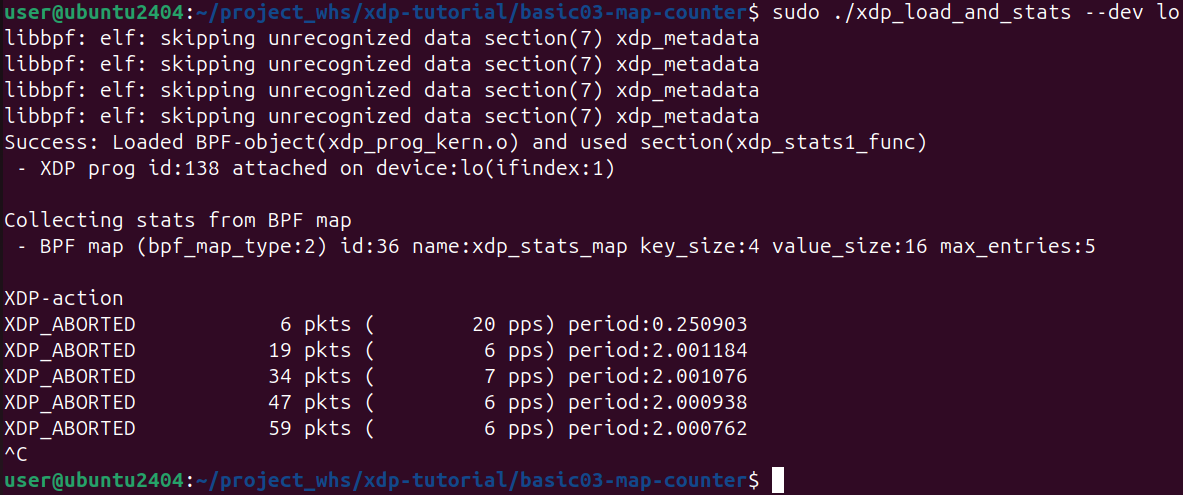 user@ubuntu2404:~/project_whs/xdp-tutorial/basic03-map-counter$ sudo ./xdp_load_and_stats --dev lo
libbpf: elf: skipping unrecognized data section(7) xdp_metadata
libbpf: elf: skipping unrecognized data section(7) xdp_metadata
libbpf: elf: skipping unrecognized data section(7) xdp_metadata
libbpf: elf: skipping unrecognized data section(7) xdp_metadata
Success: Loaded BPF-object(xdp_prog_kern.o) and used section(xdp_stats1_func)
 - XDP prog id:138 attached on device:lo(ifindex:1)

Collecting stats from BPF map
 - BPF map (bpf_map_type:2) id:36 name:xdp_stats_map key_size:4 value_size:16 max_entries:5

XDP-action
XDP_ABORTED            6 pkts (        20 pps) period:0.250903
XDP_ABORTED           19 pkts (         6 pps) period:2.001184
XDP_ABORTED           34 pkts (         7 pps) period:2.001076
XDP_ABORTED           47 pkts (         6 pps) period:2.000938
XDP_ABORTED           59 pkts (         6 pps) period:2.000762
^C
user@ubuntu2404:~/project_whs/xdp-tutorial/basic03-map-counter$